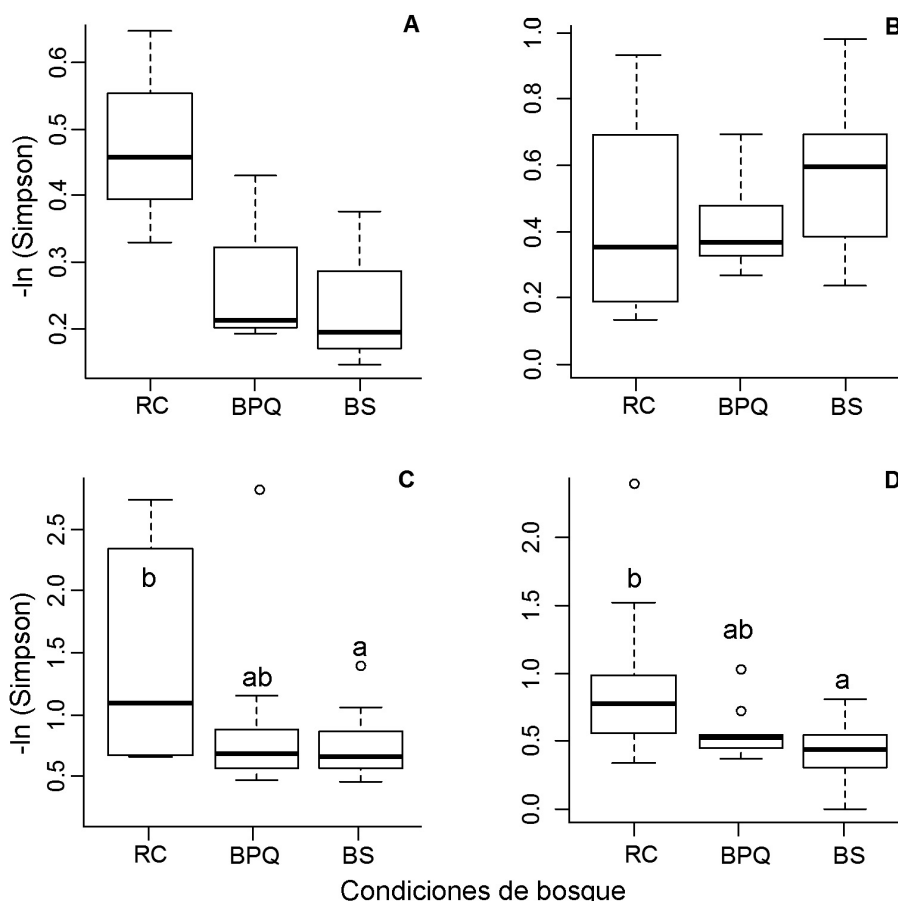 A
-ln (Simpson)
0.6
0.5
0.4
0.3
0.2
RC BPQ BS
B
1.0
0.8
0.6
0.4
0.2
0.0
RC BPQ BS
C
-ln (Simpson)
2.5
2.0
1.5
1.0
0.5
b
ab
a
RC BPQ BS
D
2.0
1.5
1.0
0.5
0.0
b
ab
a
RC BPQ BS
Condiciones de bosque